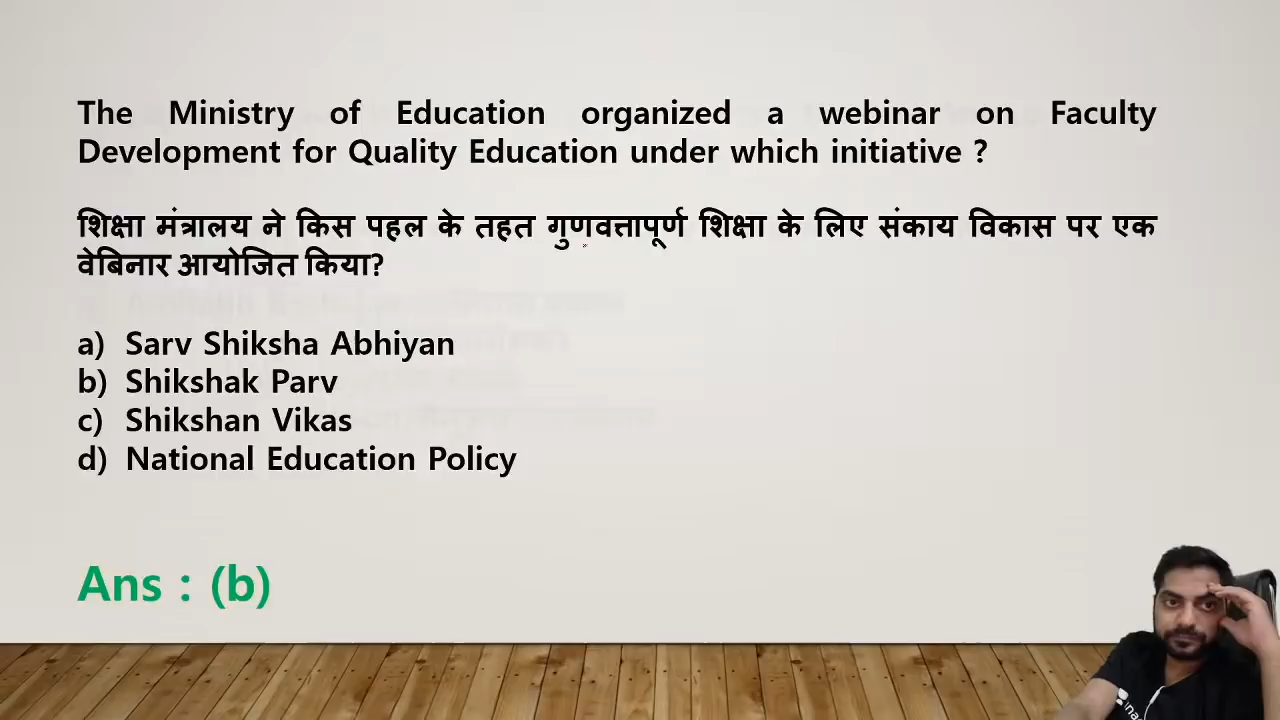 The Ministry of Education organized a webinar on Faculty
Development for Quality Education under which initiative ?
शिक्षा मंत्रालय ने किस पहल के तहत गुणवत्तापूर्ण शिक्षा के लिए संकाय विकास पर एक
वेबिनार आयोजित किया?
a) Sarv Shiksha Abhiyan
b) Shikshak Parv
c) Shikshan Vikas
d) National Education Policy
Ans : (b)